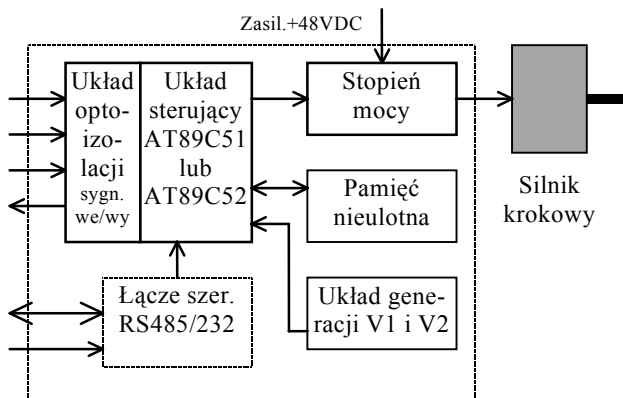 Zasil.+48VDC
Układ
opto-
izo-
lacji
sygn.
we/wy
Układ
sterujący
AT89C51
lub
AT89C52
Stopień
mocy
Pamięć
nieulotna
Silnik
krokowy
Łącze szer.
RS485/232
Układ gene-
racji V1 i V2